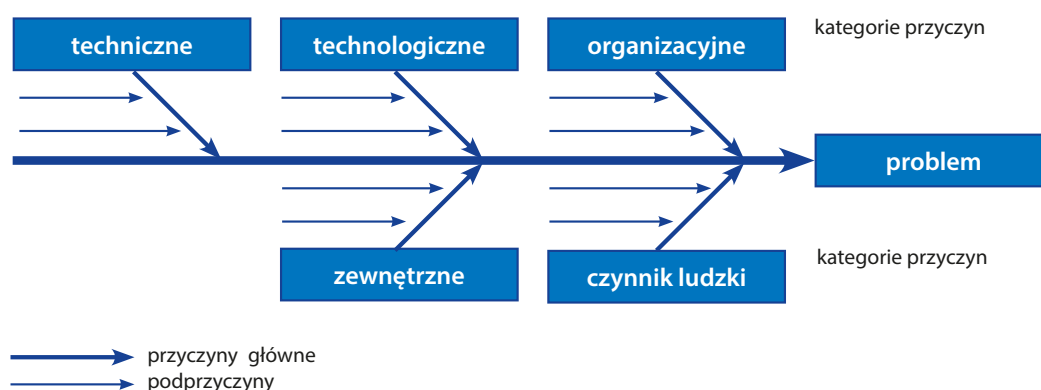 techniczne
technologiczne
organizacyjne
kategorie przyczyn
problem
zewnętrzne
czynnik ludzki
kategorie przyczyn
przyczyny główne
podprzyczyny